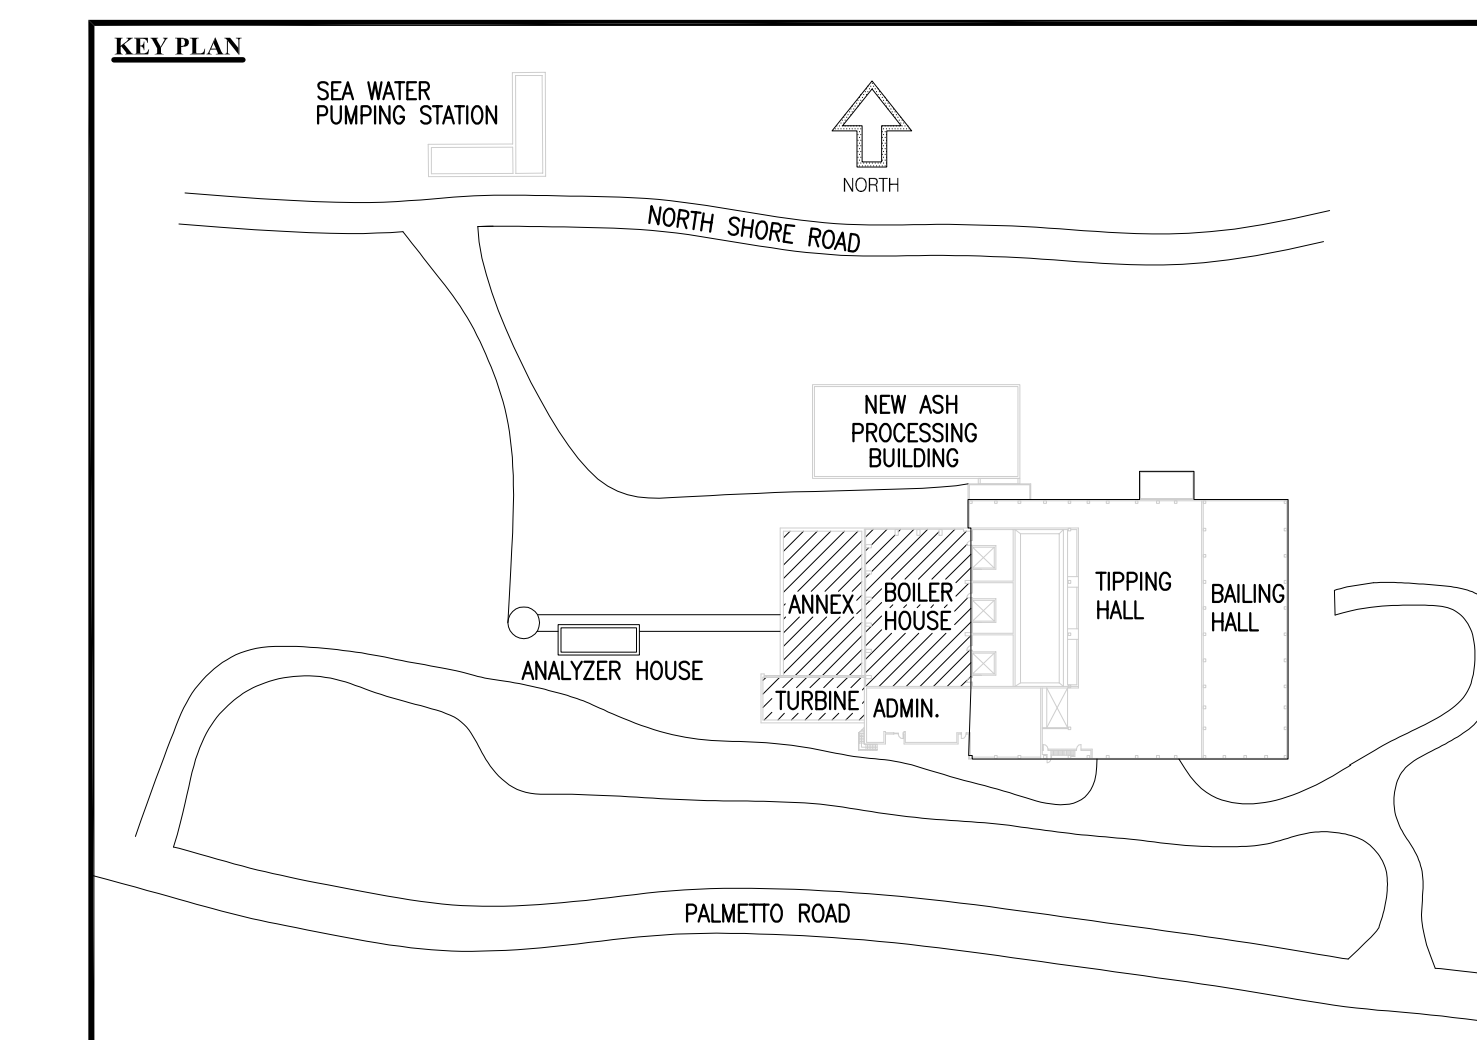 KEY PLAN
SEA WATER
PUMPING STATION
NORTH
NORTH SHORE ROAD
NEW ASH
PROCESSING
BUILDING
TIPPING
HALL
BAILING
HALL
ANNEX
BOILER
HOUSE
ANALYZER HOUSE
TURBINE
ADMIN.
PALMETTO ROAD